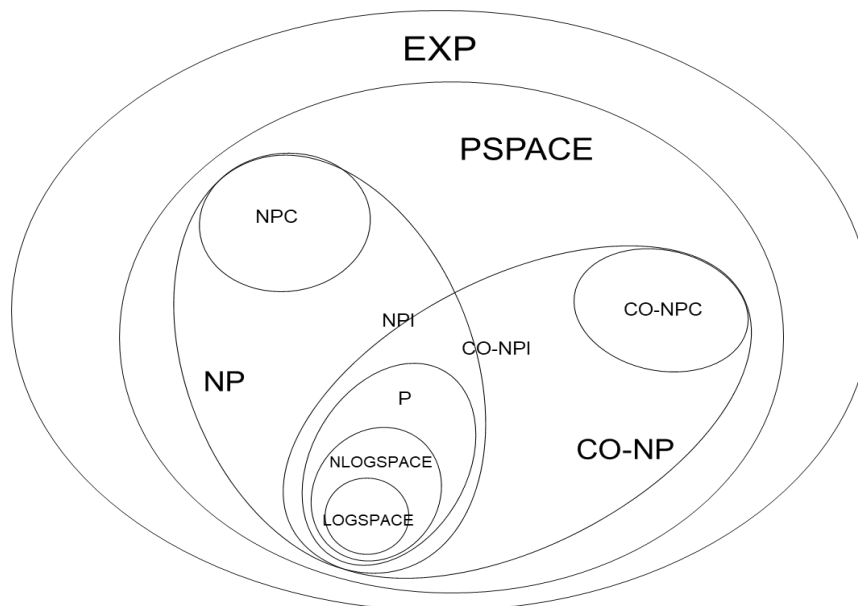 EXP
PSPACE
NPC
CO-NPC
NPI
CO-NPI
NP
P
CO-NP
NLOGSPACE
LOGSPACE